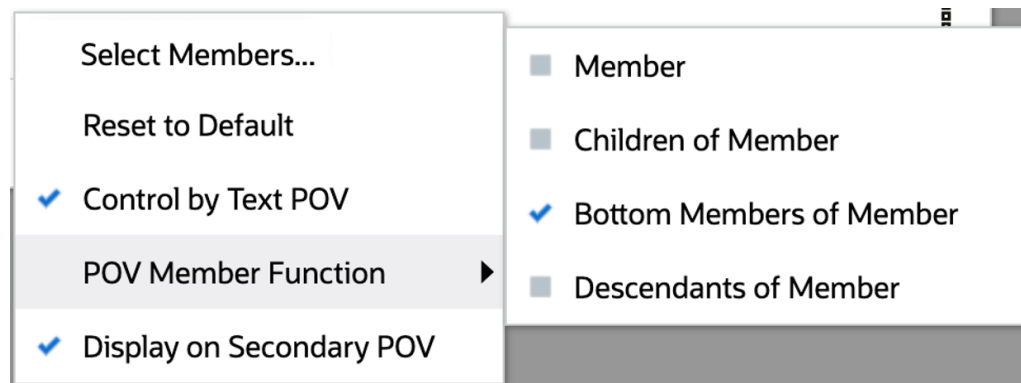 Select Members...
Reset to Default
Control by Text POV
POV Member Function
Display on Secondary POV
Member
Children of Member
Bottom Members of Member
Descendants of Member